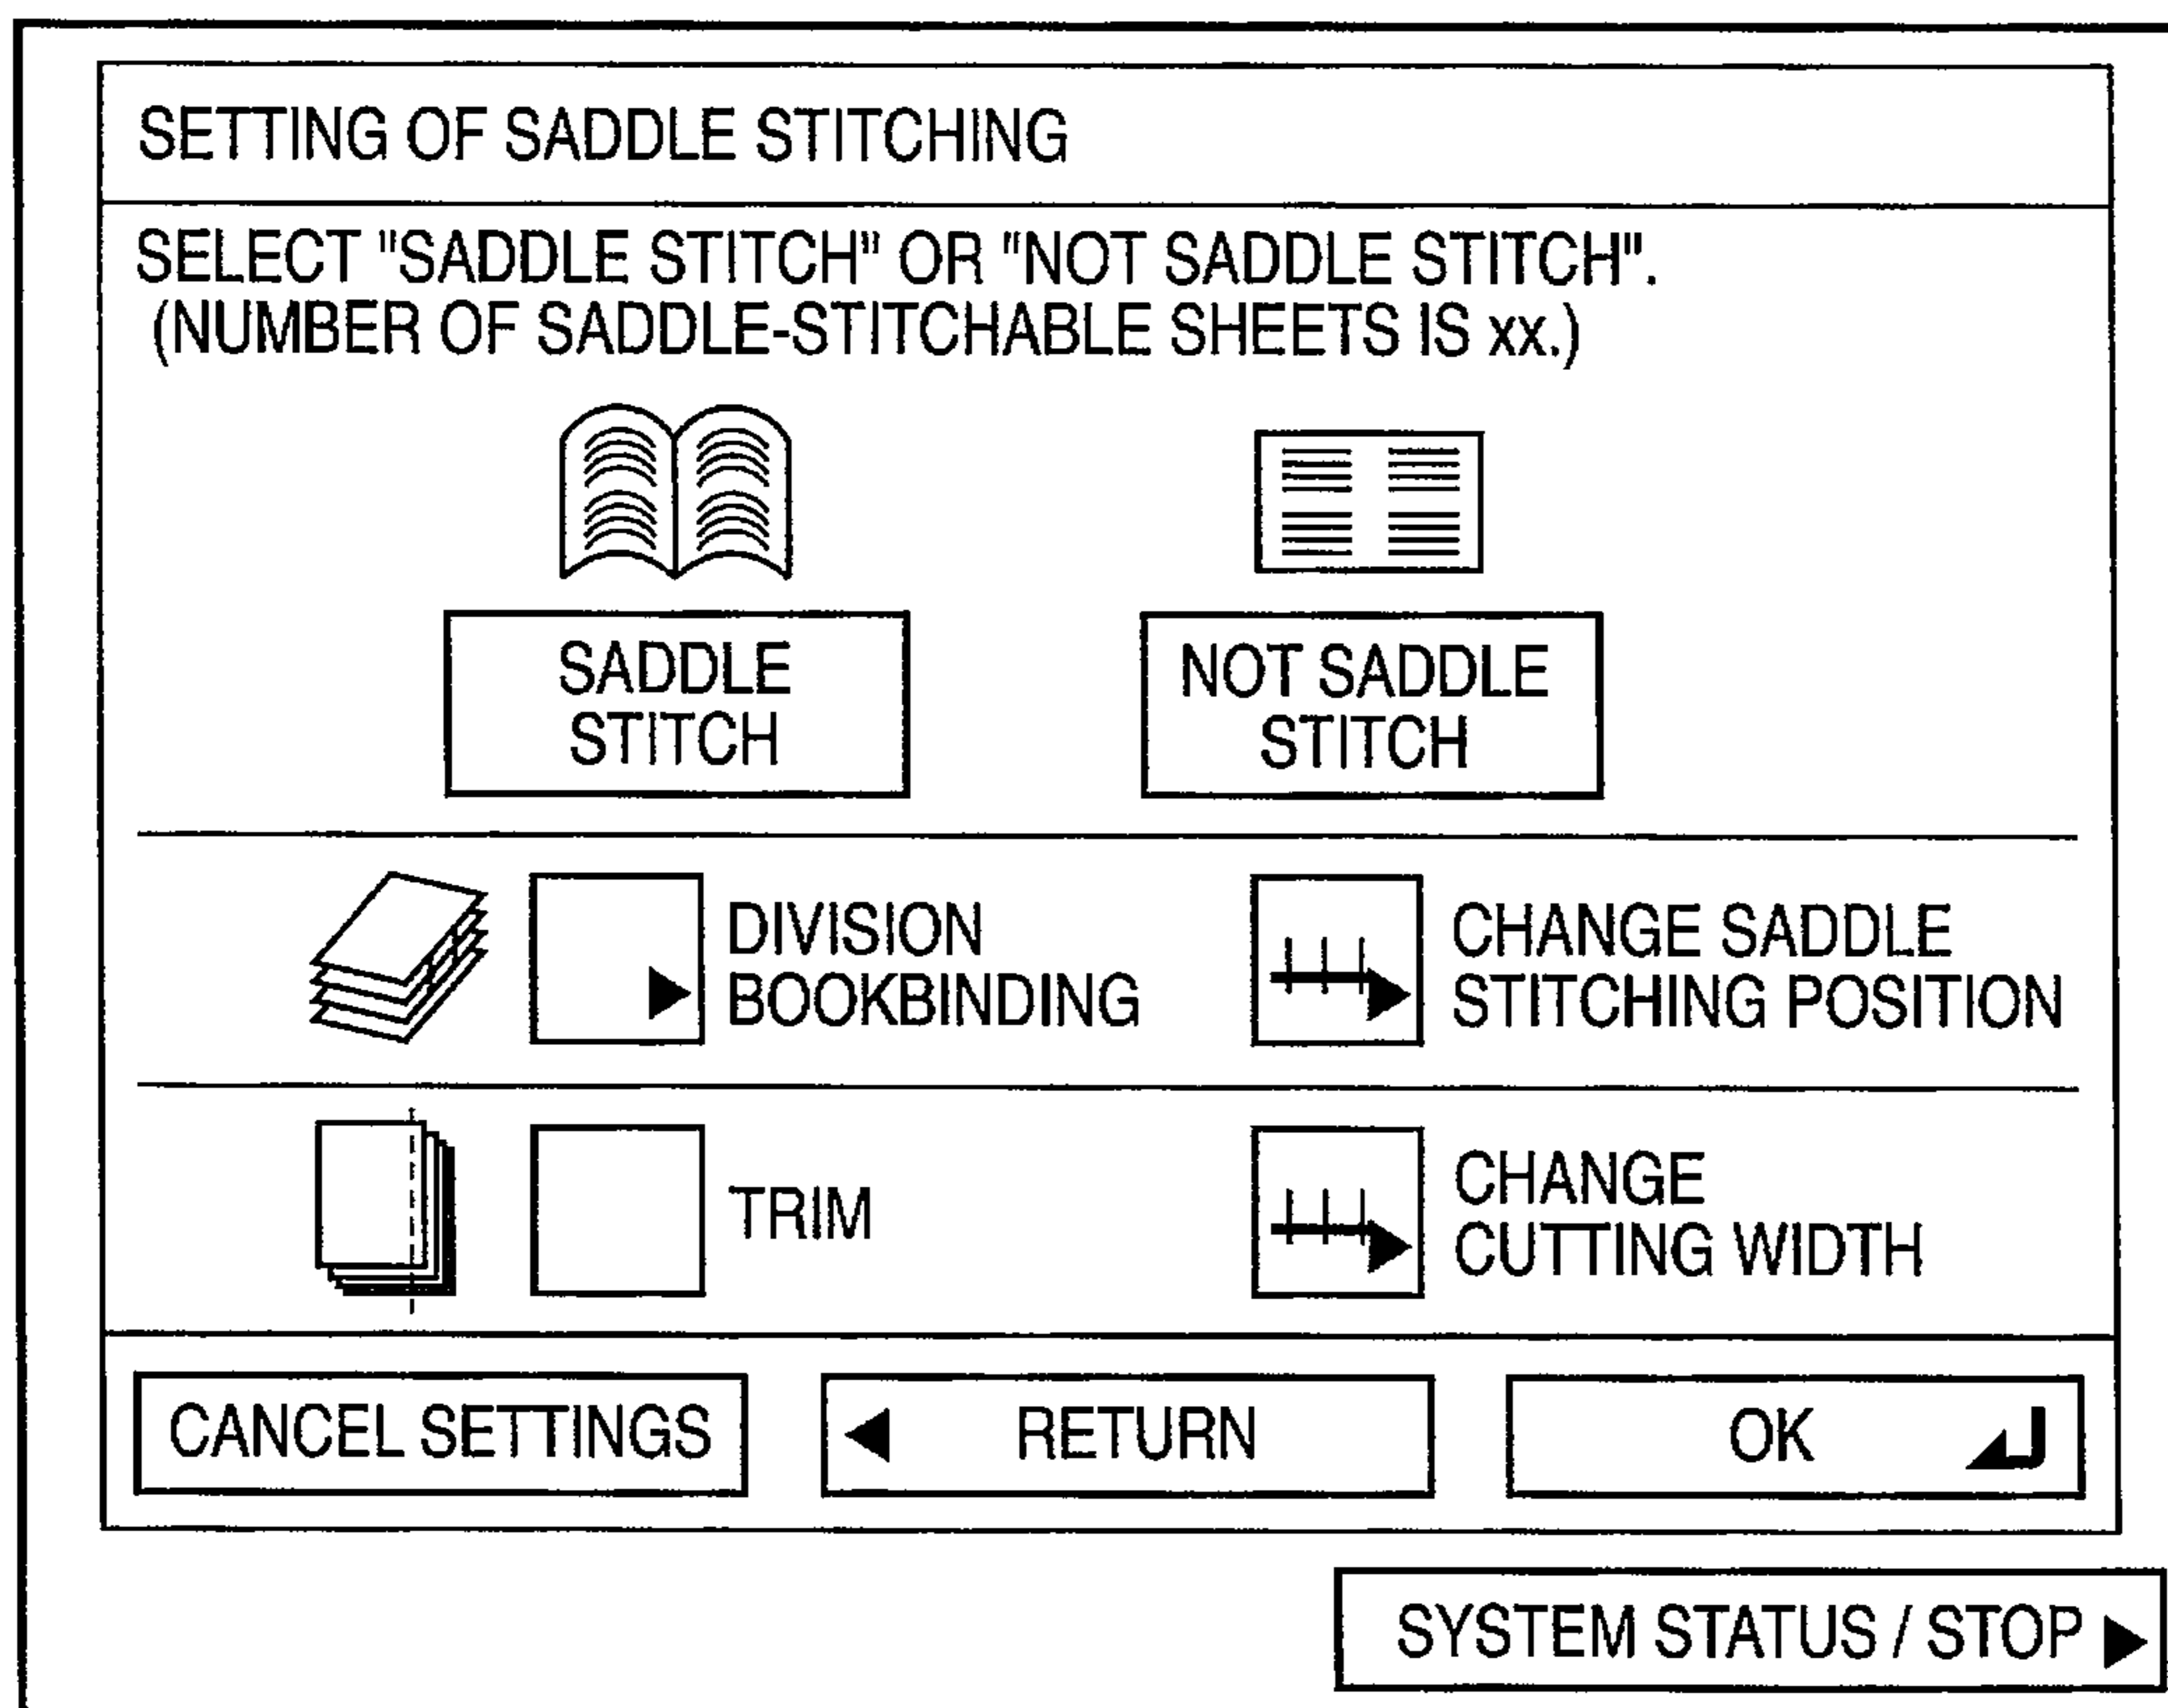 SETTING OF SADDLE STITCHING
SELECT "SADDLE STITCH" OR "NOT SADDLE STITCH".
(NUMBER OF SADDLE-STITCHABLE SHEETS IS xx.)
SADDLE
STITCH
NOT SADDLE
STITCH
DIVISION
BOOKBINDING
CHANGE SADDLE
STITCHING POSITION
TRIM
CHANGE
CUTTING WIDTH
CANCEL SETTINGS
RETURN
OK
SYSTEM STATUS / STOP